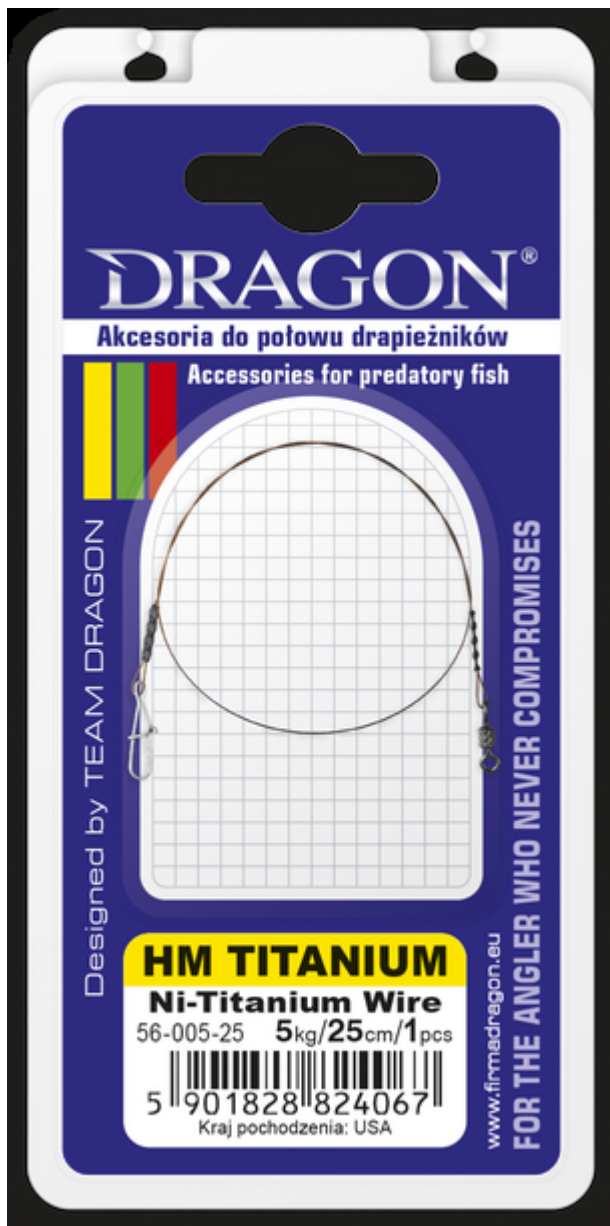 DRAGON®
Akcesoria do połowu drapieżników
Accessories for predatory fish
Designed by TEAM DRAGON
FOR THE ANGLER WHO NEVER COMPROMISES
www.firmadragon.eu
HM TITANIUM
Ni-Titanium Wire
56-005-25 5kg/25cm/1pcs
5 901828 824067
Kraj pochodzenia: USA